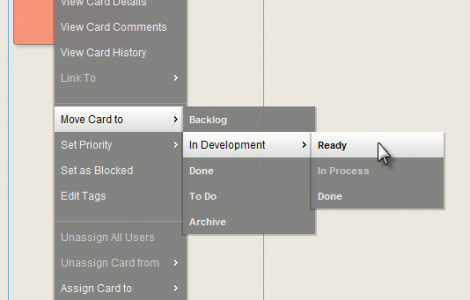 View Card Details
View Card Comments
View Card History
Link To
Move Card to
Set Priority
Set as Blocked
Edit Tags
Unassign All Users
Unassign Card from
Assign Card to
Backlog
In Development
Done
To Do
Archive
Ready
In Process
Done